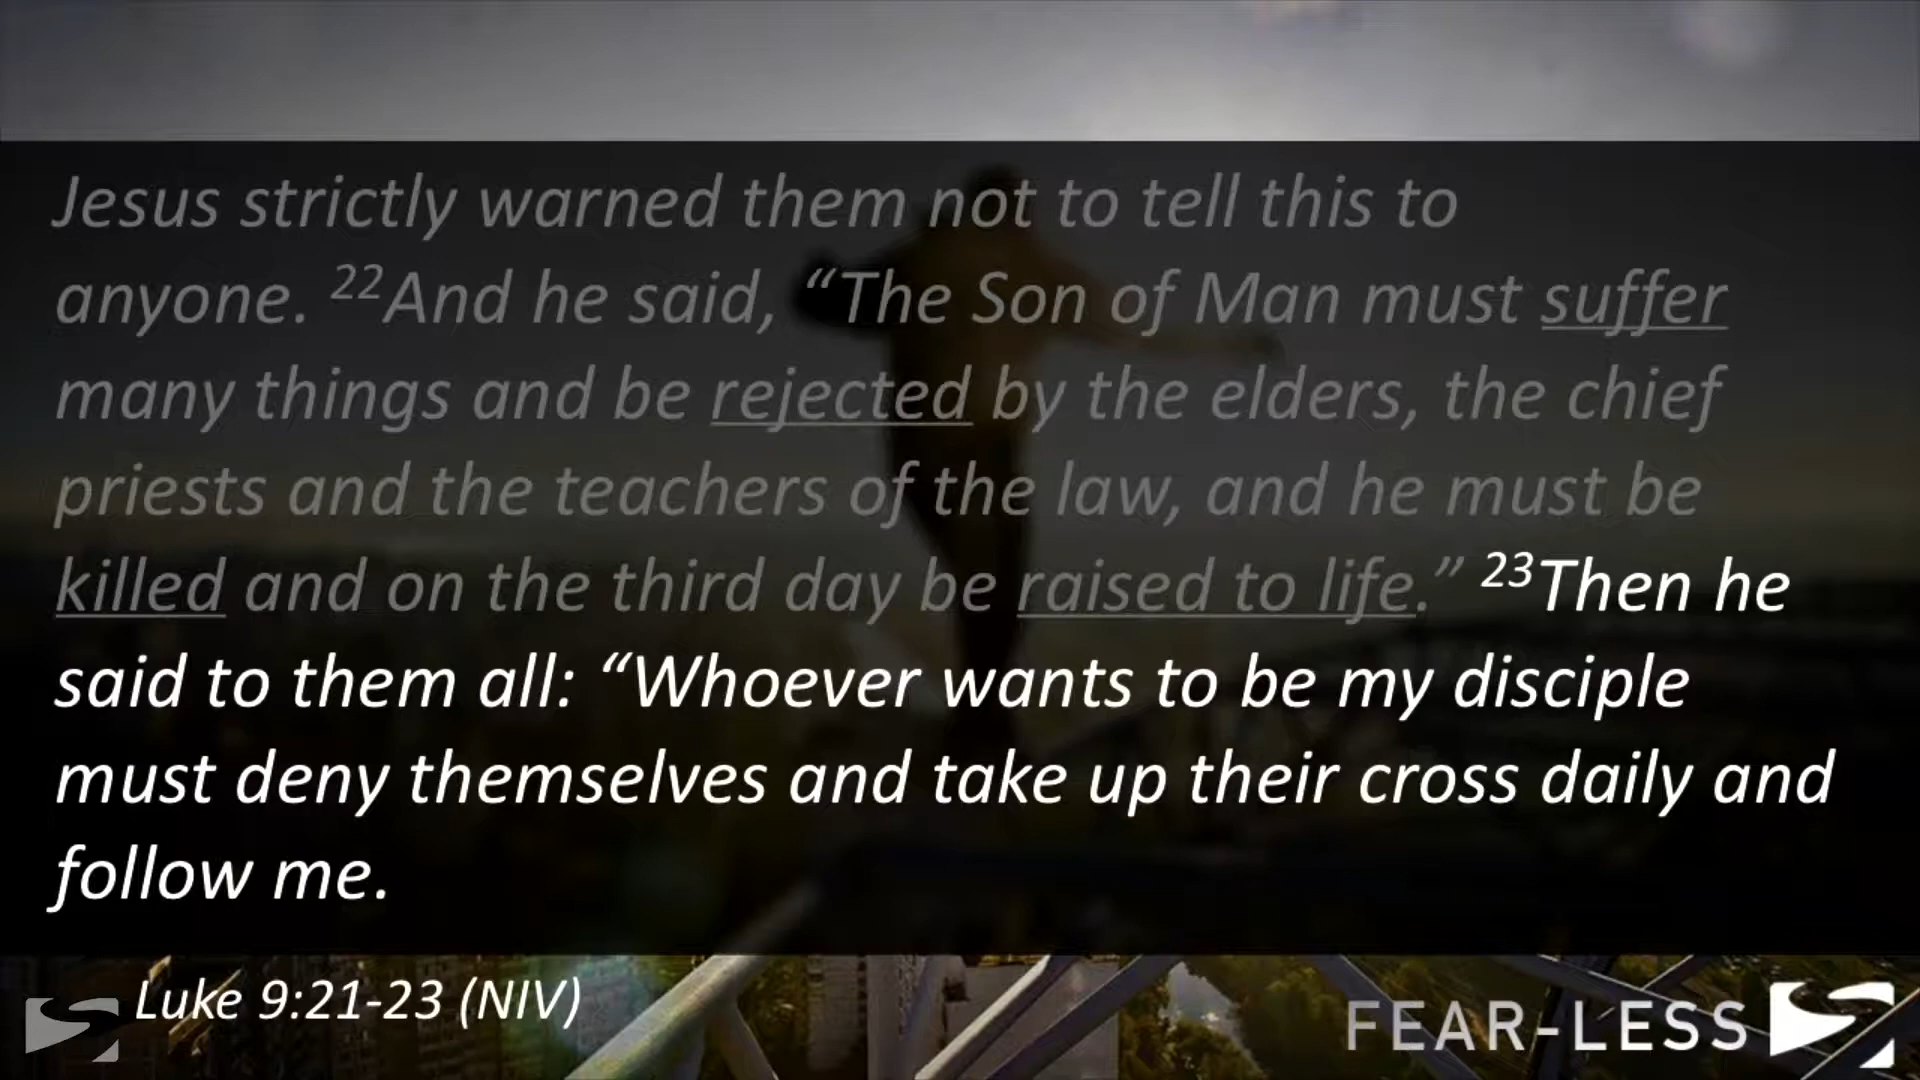 Jesus strictly warned them not to tell this to
anyone. ²²And he said, “The Son of Man must suffer
many things and be rejected by the elders, the chief
priests and the teachers of the law, and he must be
killed and on the third day be raised to life.” ²³Then he
said to them all: “Whoever wants to be my disciple
must deny themselves and take up their cross daily and
follow me.
Luke 9:21-23 (NIV)
FEAR-LESS